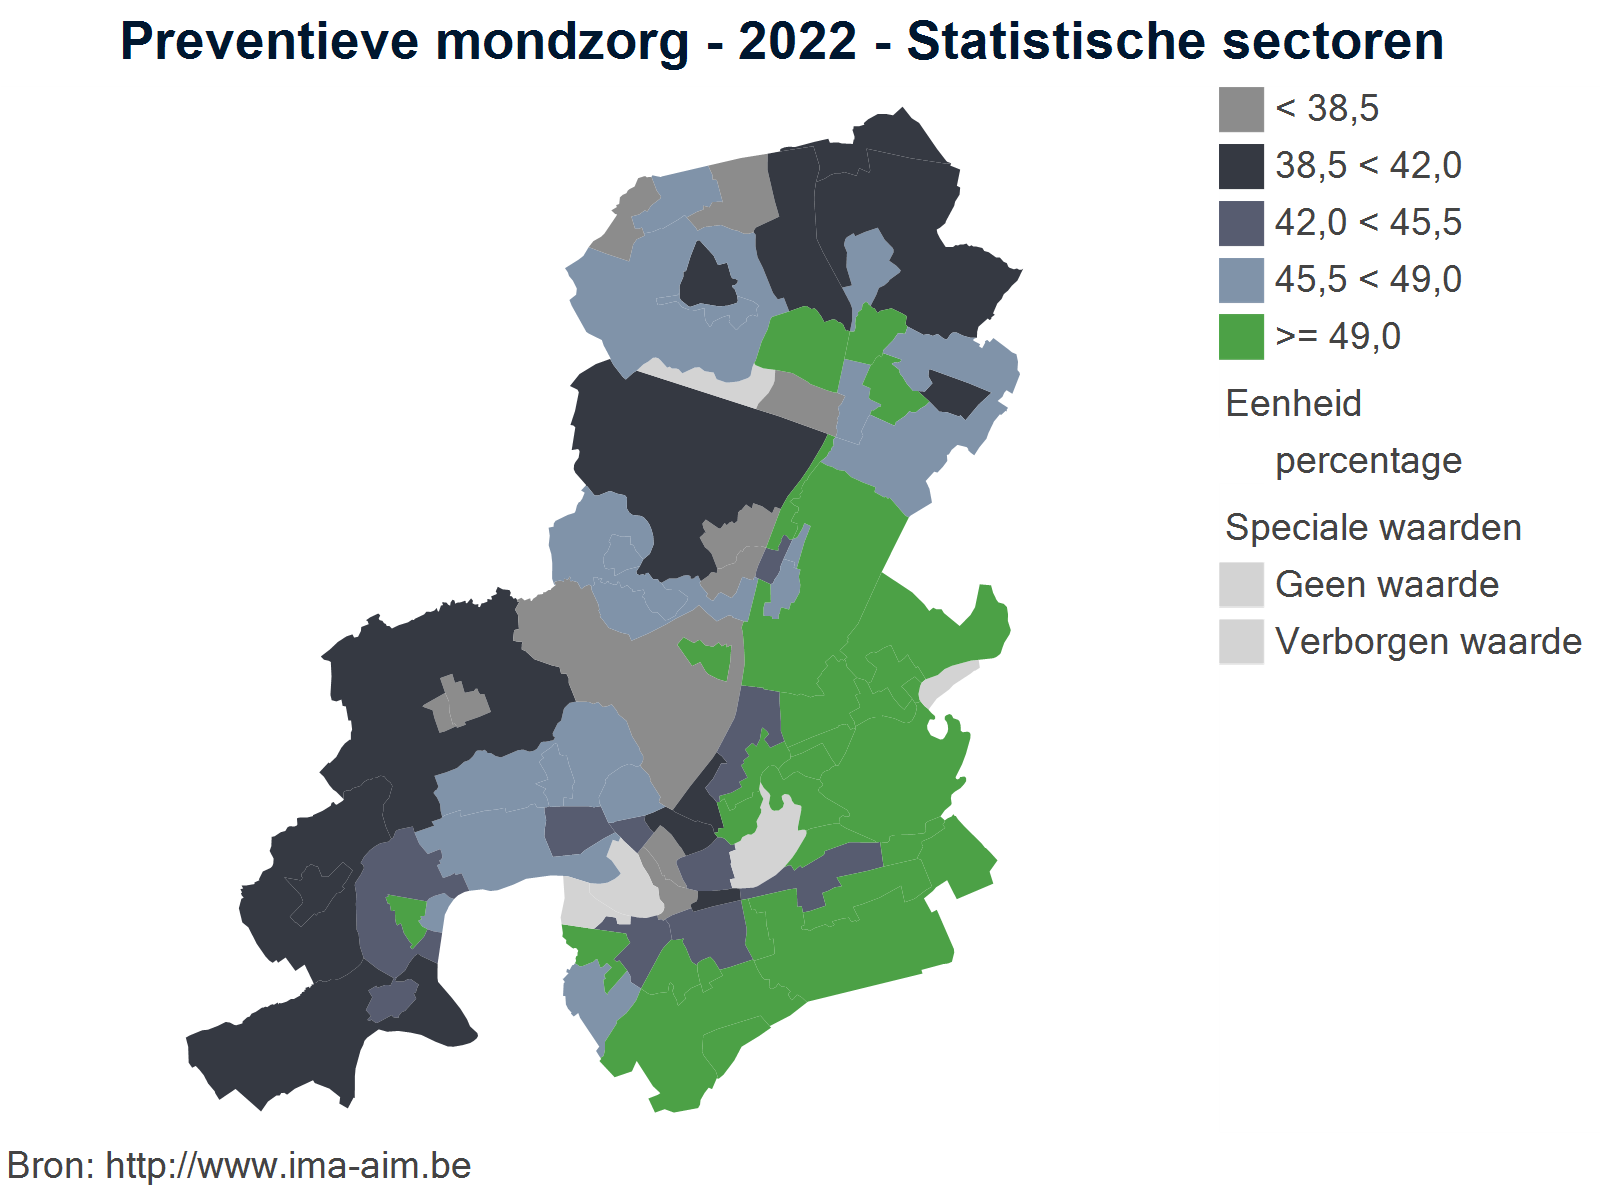 Preventieve mondzorg - 2022 - Statistische sectoren
< 38,5
38,5 < 42,0
42,0 < 45,5
45,5 < 49,0
>= 49,0
Eenheid
percentage
Speciale waarden
Geen waarde
Verborgen waarde
Bron: http://www.ima-aim.be